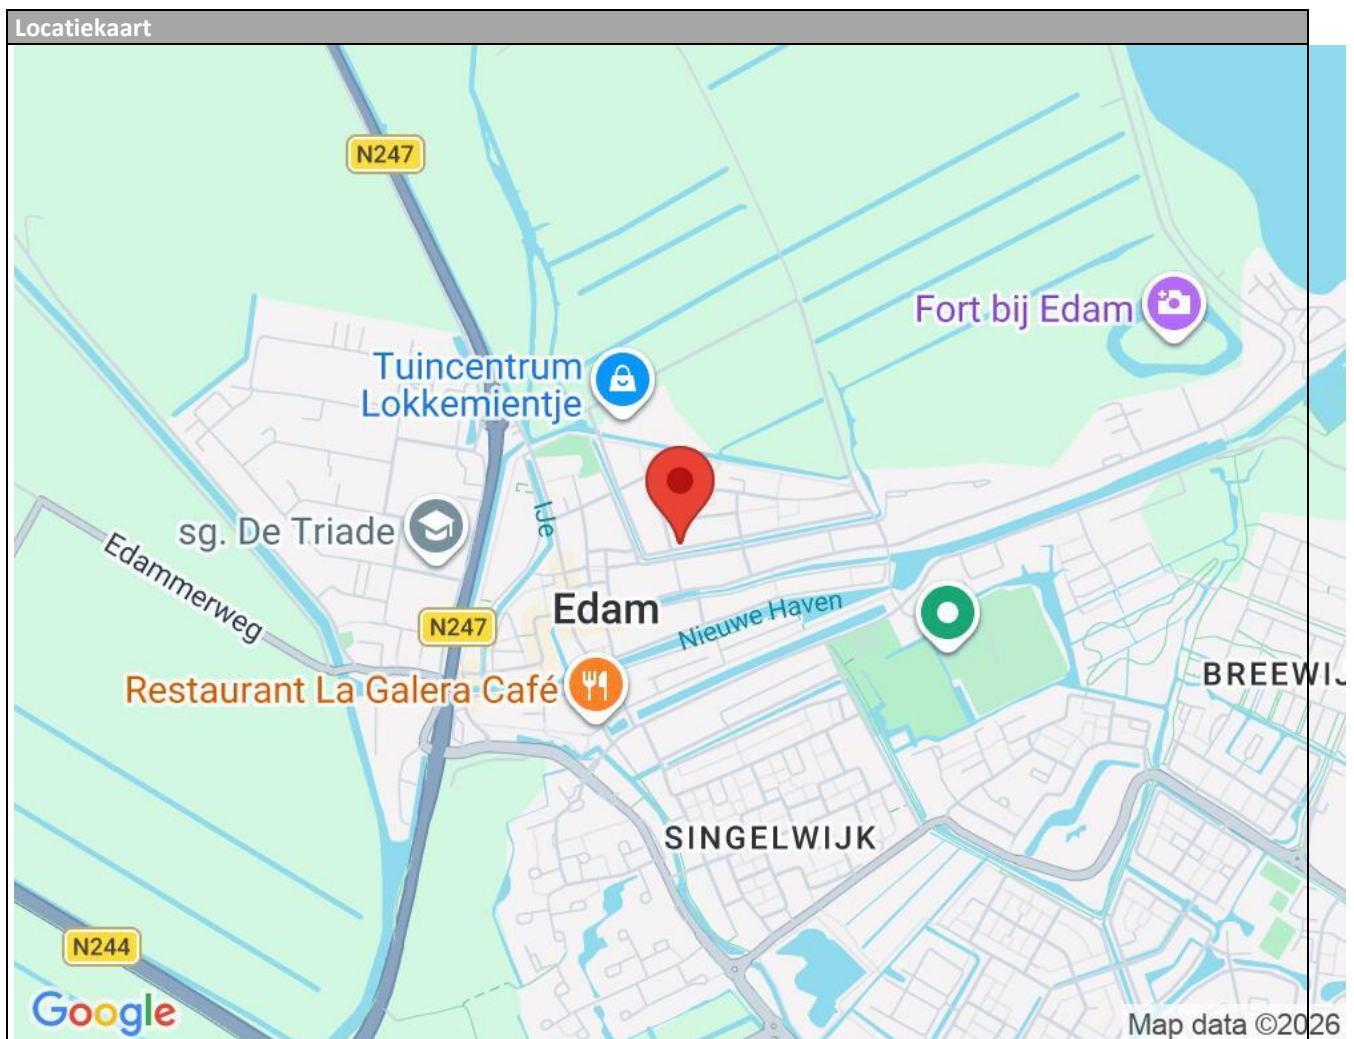 Locatiekaart
N247
Fort bij Edam
Tuincentrum
Lokkemientje
IJe
sg. De Triade
Edammerweg
Edam
Nieuwe Haven
N247
BREEWIJ
Restaurant La Galera Café
SINGELWIJK
N244
Google
Map data ©2026